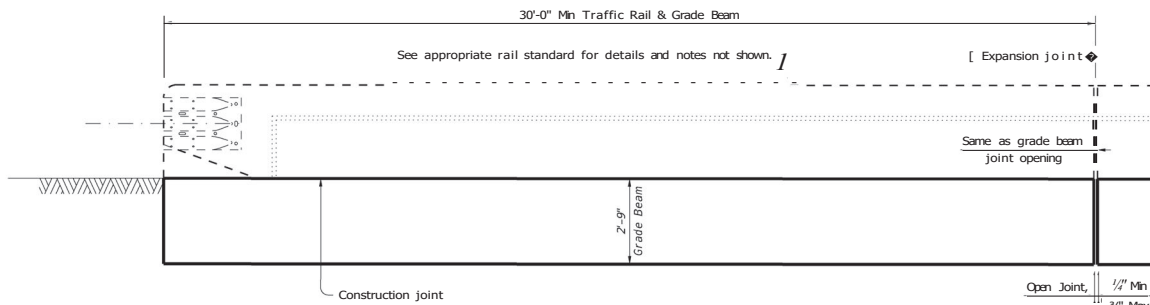 30'-0" Min Traffic Rail & Grade Beam
See appropriate rail standard for details and notes not shown. 1
[ Expansion joint�
Same as grade beam
joint opening
2'-9"
Grade Beam
Construction joint
Open Joint, ¼" Min